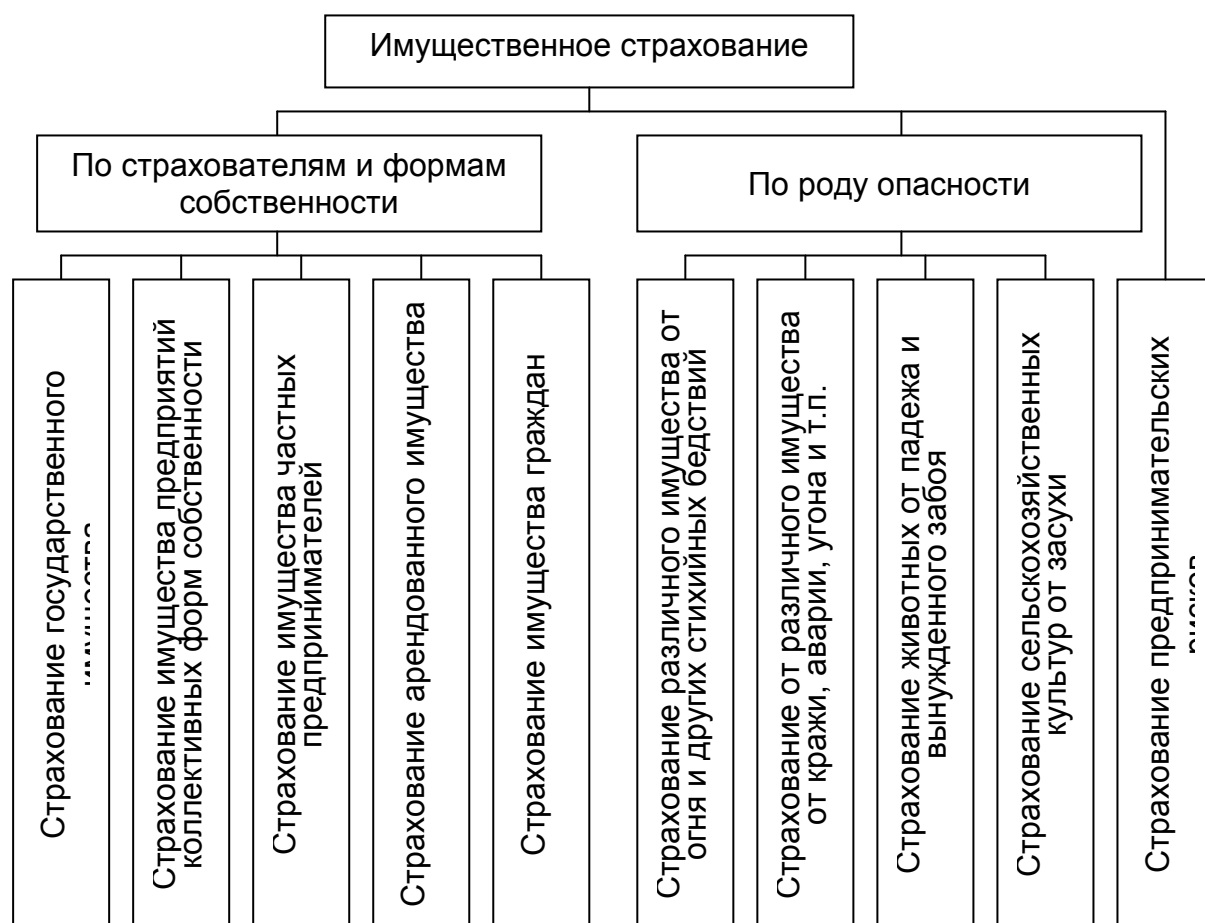 Имущественное страхование
По страхователям и формам
собственности
По роду опасности
Страхование государственного
имущества
Страхование имущества предприятий
коллективных форм собственности
Страхование имущества частных
предпринимателей
Страхование арендованного имущества
Страхование имущества граждан
Страхование различного имущества от
огня и других стихийных бедствий
Страхование от различного имущества
от кражи, аварии, угона и т.п.
Страхование животных от падежа и
вынужденного забоя
Страхование сельскохозяйственных
культур от засухи
Страхование предпринимательских
рисков